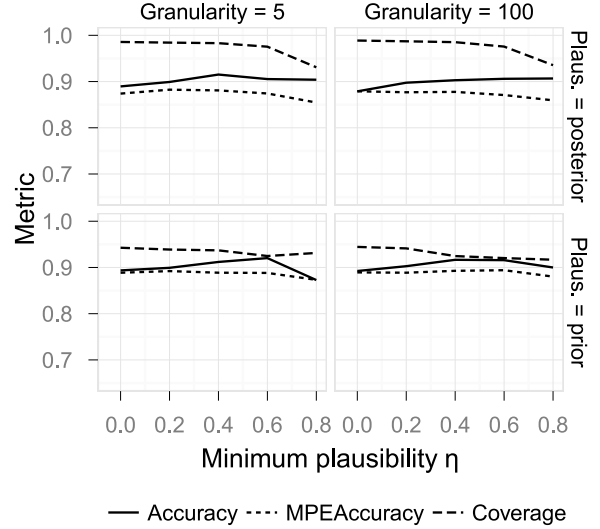 Granularity = 5
Granularity = 100
1.0
0.9
0.8
0.7
Plaus. = posterior
Metric
1.0
0.9
0.8
0.7
Plaus. = prior
0.0 0.2 0.4 0.6 0.8
0.0 0.2 0.4 0.6 0.8
Minimum plausibility η
Accuracy MPEAccuracy Coverage